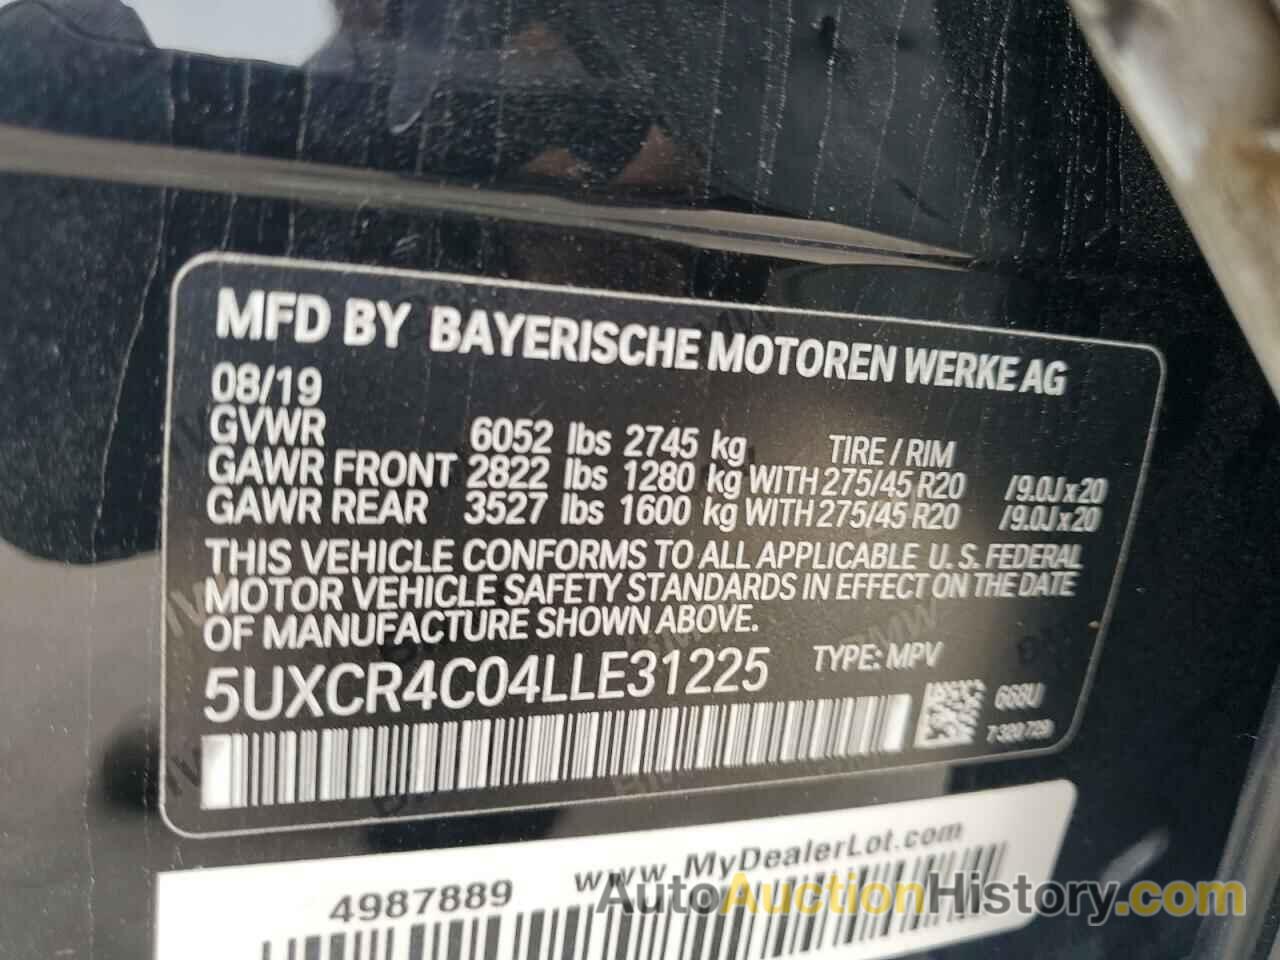 MFD BY BAYERISCHE MOTOREN WERKE AG
08/19
GVWR 6052 lbs 2745 kg TIRE / RIM
GAWR FRONT 2822 lbs 1280 kg WITH 275/45 R20 /9.0J x 20
GAWR REAR 3527 lbs 1600 kg WITH 275/45 R20 /9.0J x 20
THIS VEHICLE CONFORMS TO ALL APPLICABLE U. S. FEDERAL
MOTOR VEHICLE SAFETY STANDARDS IN EFFECT ON THE DATE
OF MANUFACTURE SHOWN ABOVE.
5UXCR4C04LLE31225 TYPE: MPV
668U
7320729
4987889 www.MyDealerLot.com
AutoAuctionHistory.com